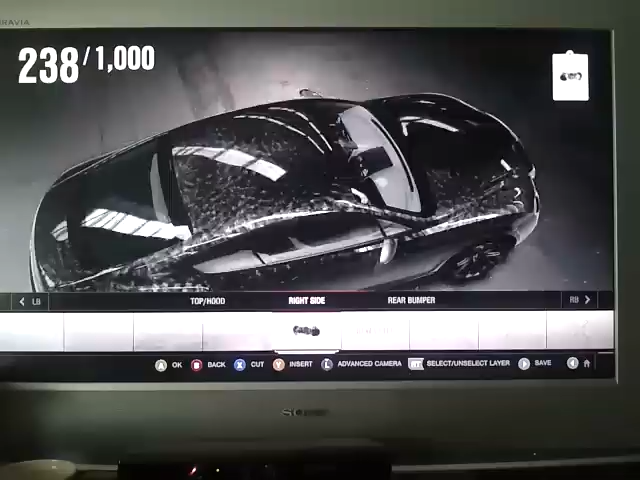 BRAVIA
238/1,000
LB
TOP/HOOD
RIGHT SIDE
REAR BUMPER
RB
A OK
B BACK
X CUT
Y INSERT
L ADVANCED CAMERA
RT SELECT/UNSELECT LAYER
SAVE
SONY